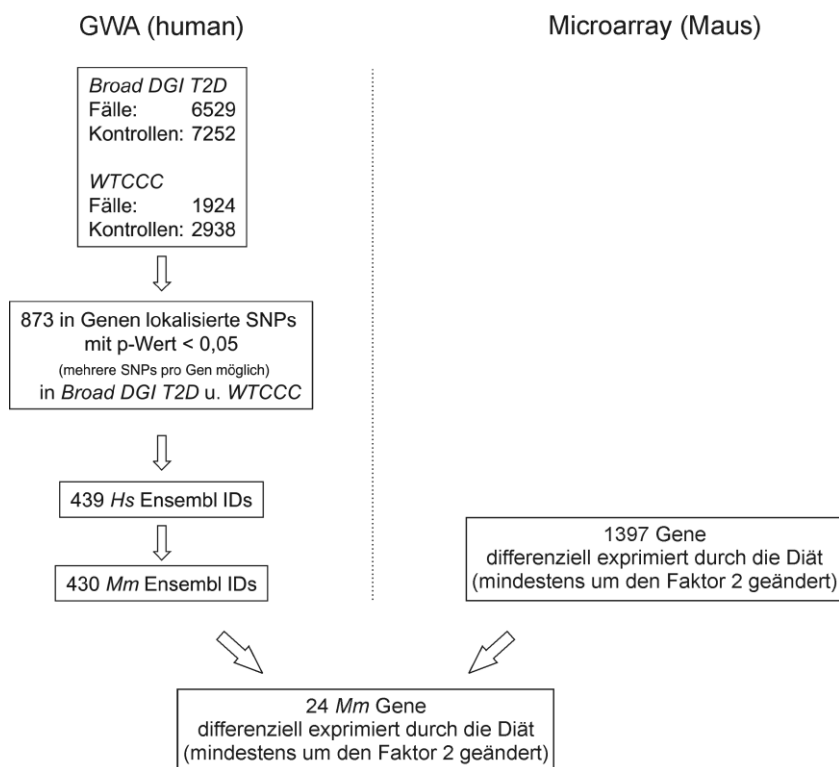 GWA (human)
Microarray (Maus)
Broad DGI T2D
Fälle: 6529
Kontrollen: 7252
WTCCC
Fälle: 1924
Kontrollen: 2938
873 in Genen lokalisierte SNPs
mit p-Wert < 0,05
(mehrere SNPs pro Gen möglich)
in Broad DGI T2D u. WTCCC
439 Hs Ensembl IDs
430 Mm Ensembl IDs
1397 Gene
differenziell exprimiert durch die Diät
(mindestens um den Faktor 2 geändert)
24 Mm Gene
differenziell exprimiert durch die Diät
(mindestens um den Faktor 2 geändert)